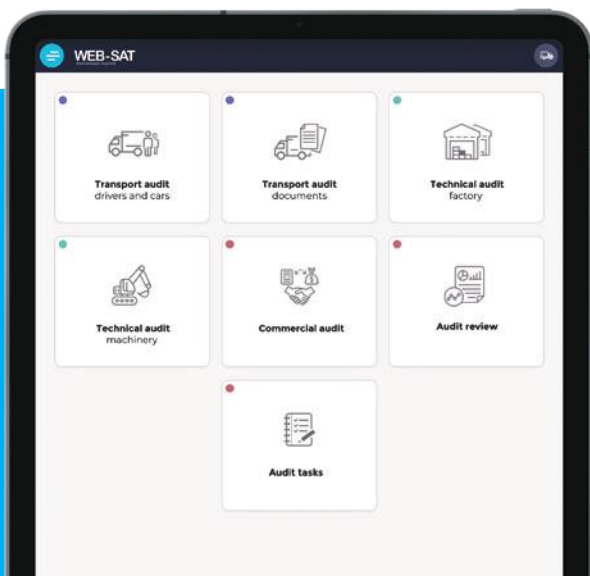 WEB-SAT
Transport audit
drivers and cars
Transport audit
documents
Technical audit
factory
Technical audit
machinery
Commercial audit
Audit review
Audit tasks